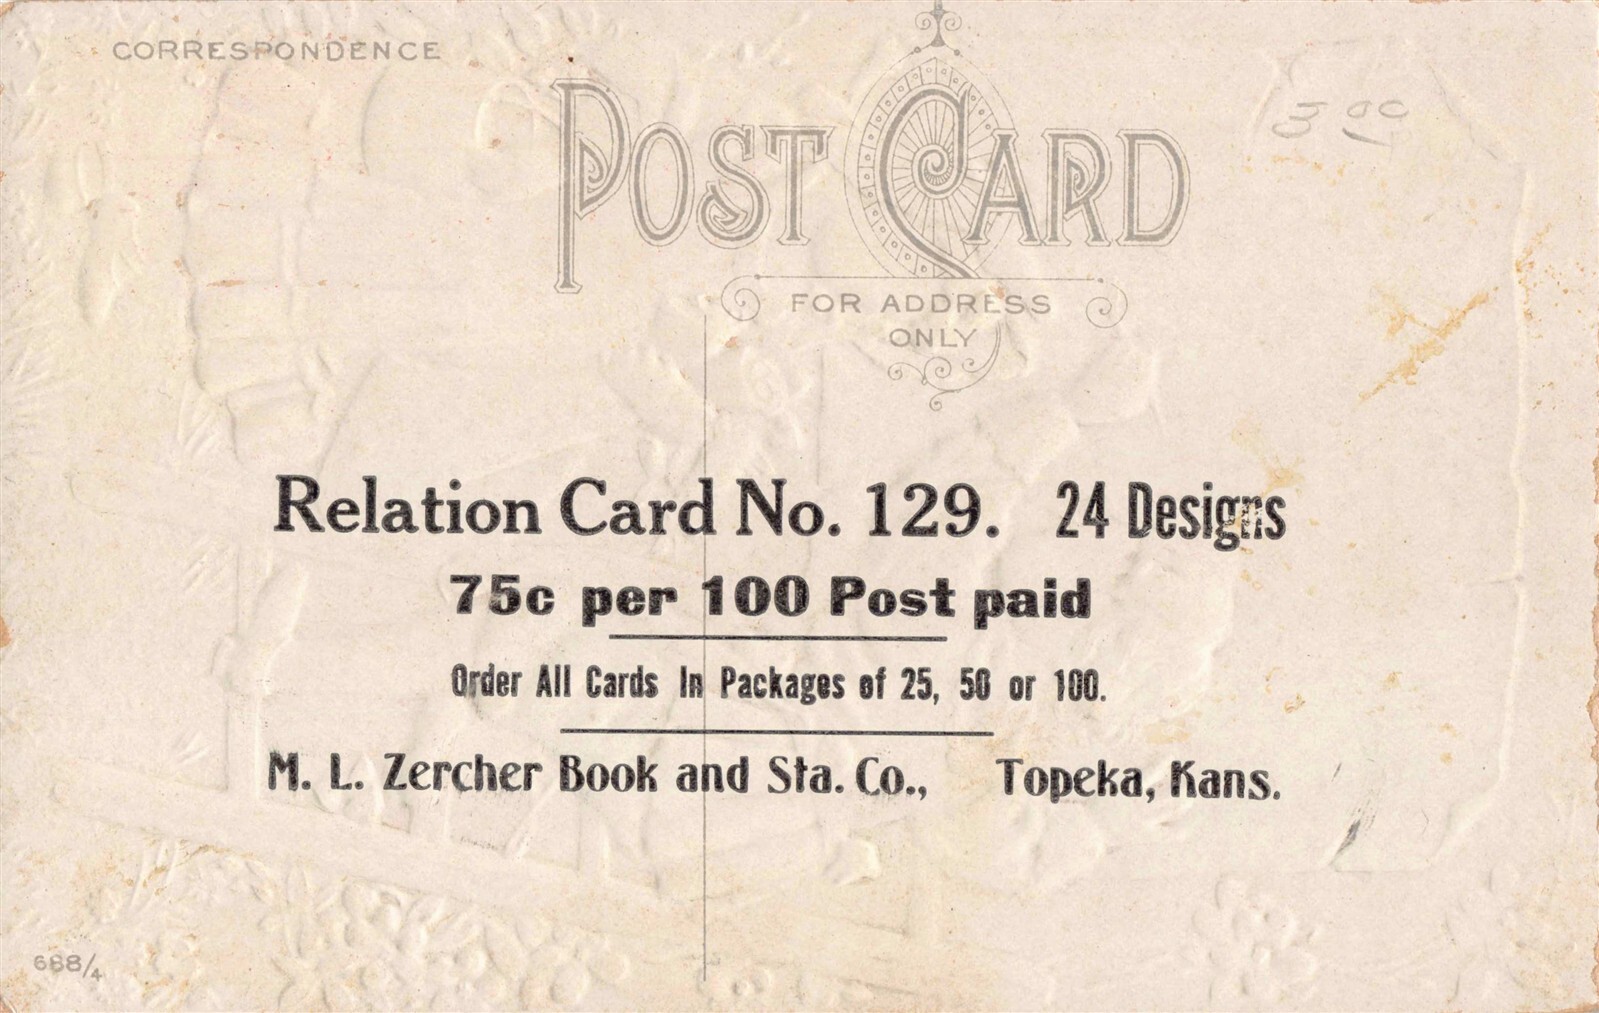 CORRESPONDENCE
POST CARD
3 00
FOR ADDRESS
ONLY
Relation Card No. 129. 24 Designs
75c per 100 Post paid
Order All Cards In Packages of 25, 50 or 100.
M. L. Zercher Book and Sta. Co., Topeka, Kans.
688/4